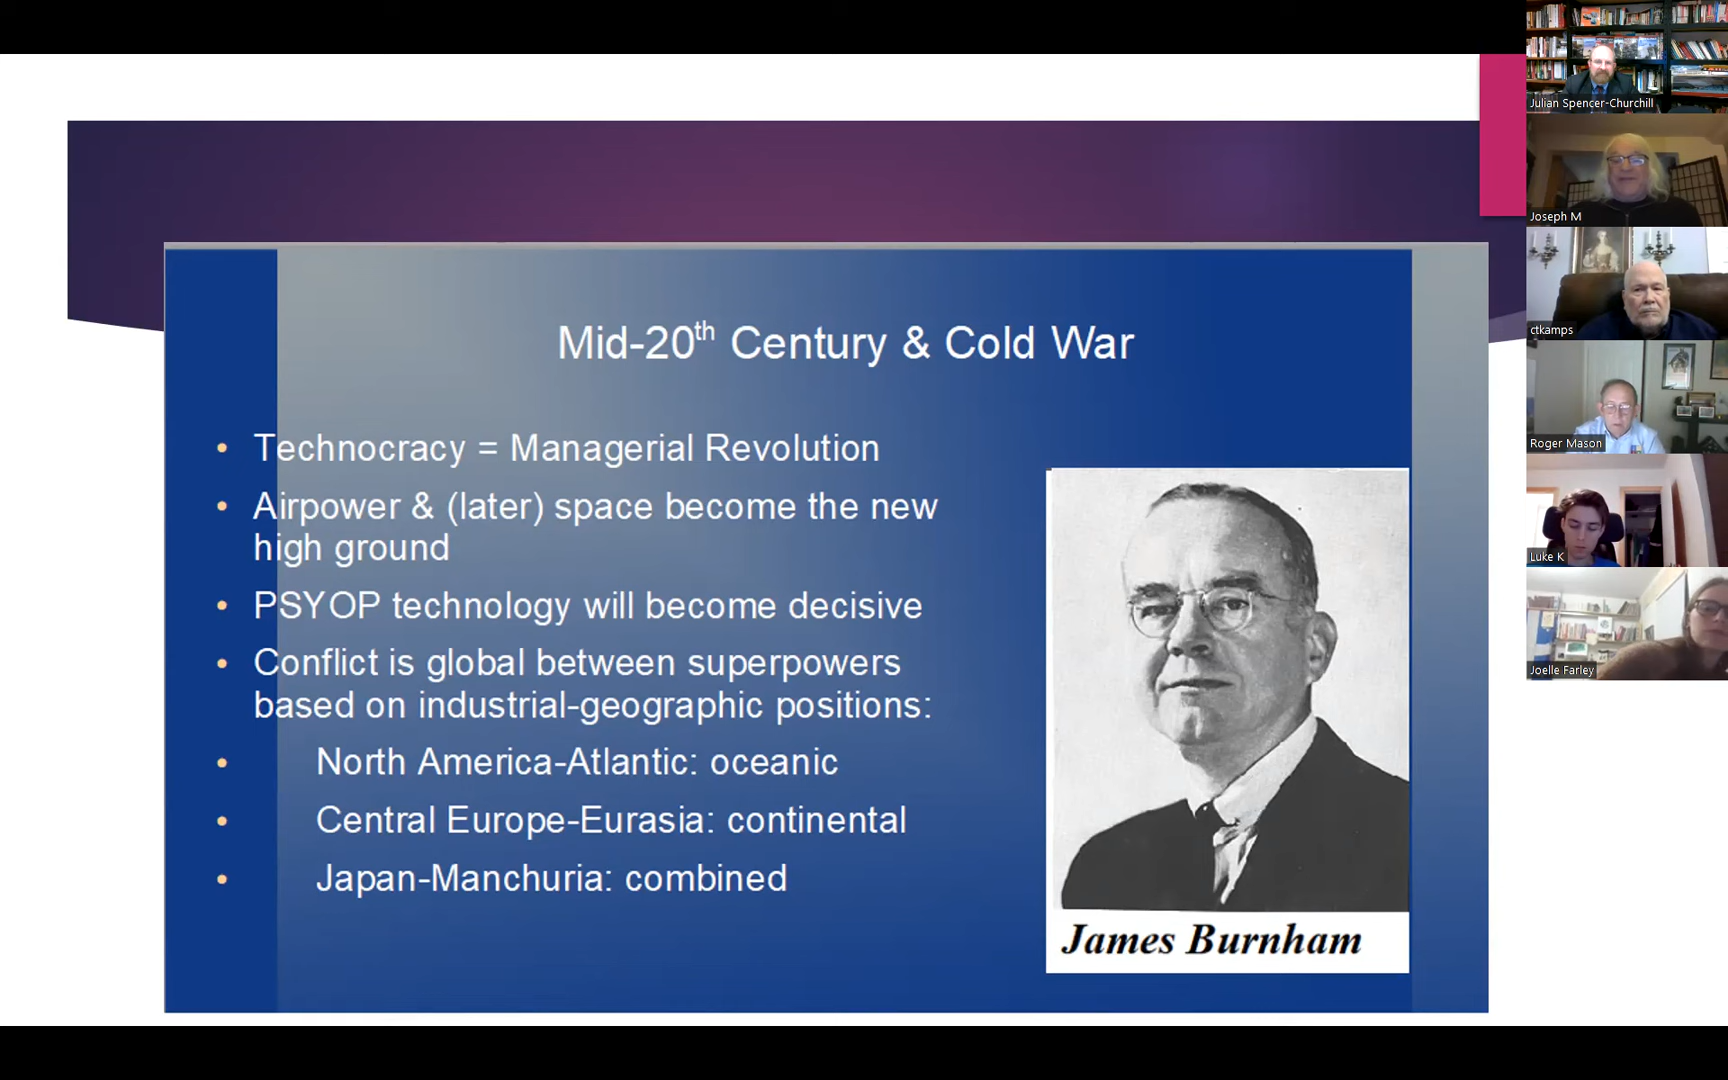 Mid-20th Century & Cold War
• Technocracy = Managerial Revolution
• Airpower & (later) space become the new
high ground
• PSYOP technology will become decisive
• Conflict is global between superpowers
based on industrial-geographic positions:
• North America-Atlantic: oceanic
• Central Europe-Eurasia: continental
• Japan-Manchuria: combined
James Burnham
Julian Spencer-Churchill
Joseph M
ctkamps
Roger Mason
Luke K
Joelle Farley